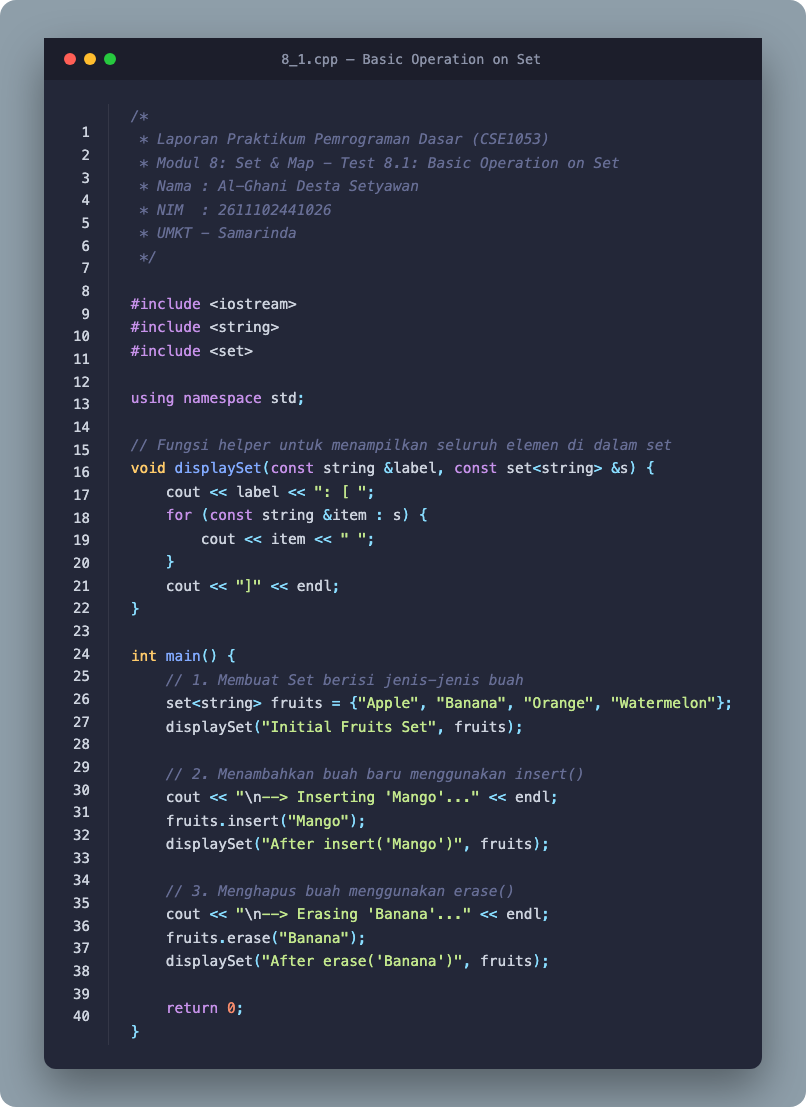 8_1.cpp — Basic Operation on Set
1 /*
2  * Laporan Praktikum Pemrograman Dasar (CSE1053)
3  * Modul 8: Set & Map - Test 8.1: Basic Operation on Set
4  * Nama : Al-Ghani Desta Setyawan
5  * NIM  : 2611102441026
6  * UMKT - Samarinda
7  */
8
9 #include <iostream>
10 #include <string>
11 #include <set>
12
13 using namespace std;
14
15 // Fungsi helper untuk menampilkan seluruh elemen di dalam set
16 void displaySet(const string &label, const set<string> &s) {
17     cout << label << ": [ ";
18     for (const string &item : s) {
19         cout << item << " ";
20     }
21     cout << "]" << endl;
22 }
23
24 int main() {
25     // 1. Membuat Set berisi jenis-jenis buah
26     set<string> fruits = {"Apple", "Banana", "Orange", "Watermelon"};
27     displaySet("Initial Fruits Set", fruits);
28
29     // 2. Menambahkan buah baru menggunakan insert()
30     cout << "\n--> Inserting 'Mango'..." << endl;
31     fruits.insert("Mango");
32     displaySet("After insert('Mango')", fruits);
33
34     // 3. Menghapus buah menggunakan erase()
35     cout << "\n--> Erasing 'Banana'..." << endl;
36     fruits.erase("Banana");
37     displaySet("After erase('Banana')", fruits);
38
39     return 0;
40 }